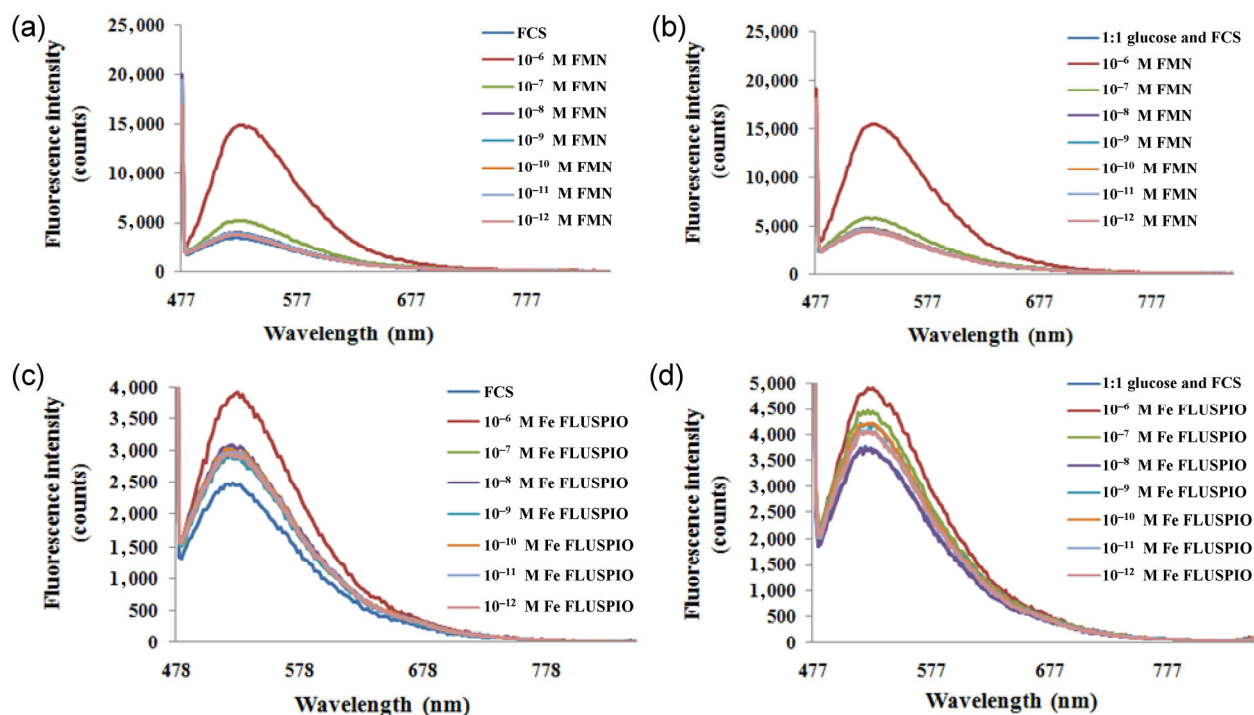 (a)
Fluorescence intensity
(counts)
25,000
20,000
15,000
10,000
5,000
0
477
577
677
777
Wavelength (nm)
FCS
10⁻⁶ M FMN
10⁻⁷ M FMN
10⁻⁸ M FMN
10⁻⁹ M FMN
10⁻¹⁰ M FMN
10⁻¹¹ M FMN
10⁻¹² M FMN
(b)
Fluorescence intensity
(counts)
25,000
20,000
15,000
10,000
5,000
0
477
577
677
777
Wavelength (nm)
1:1 glucose and FCS
10⁻⁶ M FMN
10⁻⁷ M FMN
10⁻⁸ M FMN
10⁻⁹ M FMN
10⁻¹⁰ M FMN
10⁻¹¹ M FMN
10⁻¹² M FMN
(c)
Fluorescence intensity
(counts)
4,000
3,500
3,000
2,500
2,000
1,500
1,000
500
0
478
578
678
778
Wavelength (nm)
FCS
10⁻⁶ M Fe FLUSPIO
10⁻⁷ M Fe FLUSPIO
10⁻⁸ M Fe FLUSPIO
10⁻⁹ M Fe FLUSPIO
10⁻¹⁰ M Fe FLUSPIO
10⁻¹¹ M Fe FLUSPIO
10⁻¹² M Fe FLUSPIO
(d)
Fluorescence intensity
(counts)
5,000
4,500
4,000
3,500
3,000
2,500
2,000
1,500
1,000
500
0
477
577
677
777
Wavelength (nm)
1:1 glucose and FCS
10⁻⁶ M Fe FLUSPIO
10⁻⁷ M Fe FLUSPIO
10⁻⁸ M Fe FLUSPIO
10⁻⁹ M Fe FLUSPIO
10⁻¹⁰ M Fe FLUSPIO
10⁻¹¹ M Fe FLUSPIO
10⁻¹² M Fe FLUSPIO